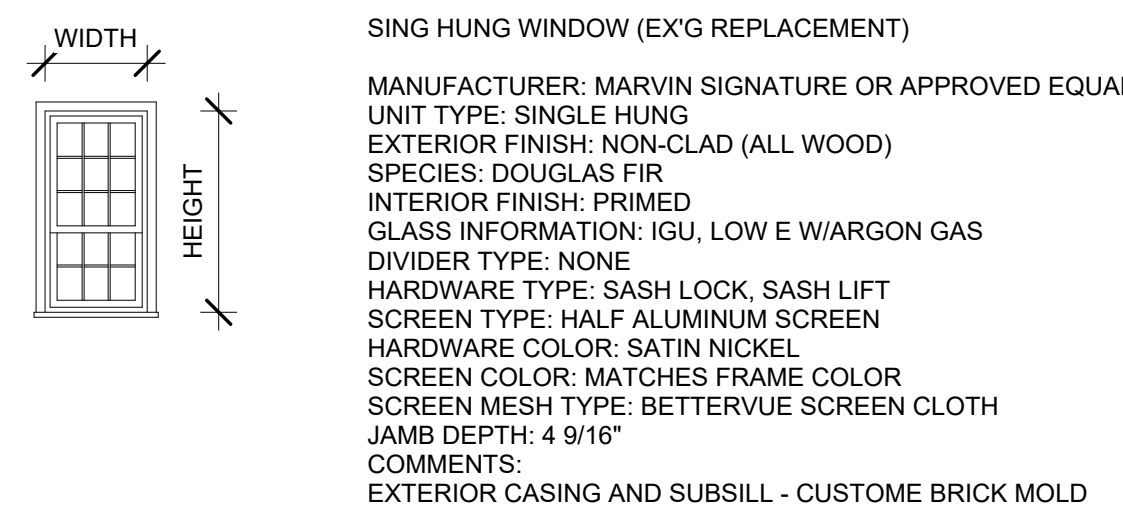 WIDTH
HEIGHT
SING HUNG WINDOW (EX'G REPLACEMENT)
MANUFACTURER: MARVIN SIGNATURE OR APPROVED EQUAL
UNIT TYPE: SINGLE HUNG
EXTERIOR FINISH: NON-CLAD (ALL WOOD)
SPECIES: DOUGLAS FIR
INTERIOR FINISH: PRIMED
GLASS INFORMATION: IGU, LOW E W/ARGON GAS
DIVIDER TYPE: NONE
HARDWARE TYPE: SASH LOCK, SASH LIFT
SCREEN TYPE: HALF ALUMINUM SCREEN
HARDWARE COLOR: SATIN NICKEL
SCREEN COLOR: MATCHES FRAME COLOR
SCREEN MESH TYPE: BETTERVUE SCREEN CLOTH
JAMB DEPTH: 4 9/16"
COMMENTS:
EXTERIOR CASING AND SUBSILL - CUSTOME BRICK MOLD